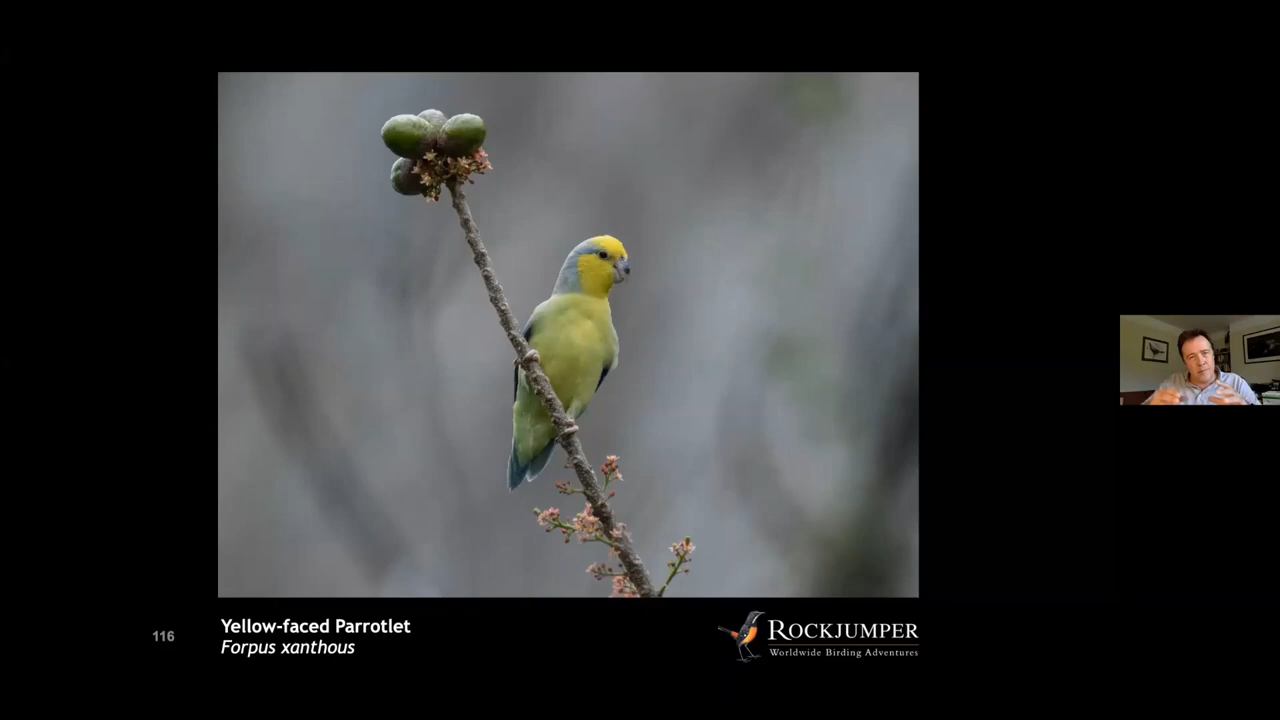 116
Yellow-faced Parrotlet
Forpus xanthous
ROCKJUMPER
Worldwide Birding Adventures